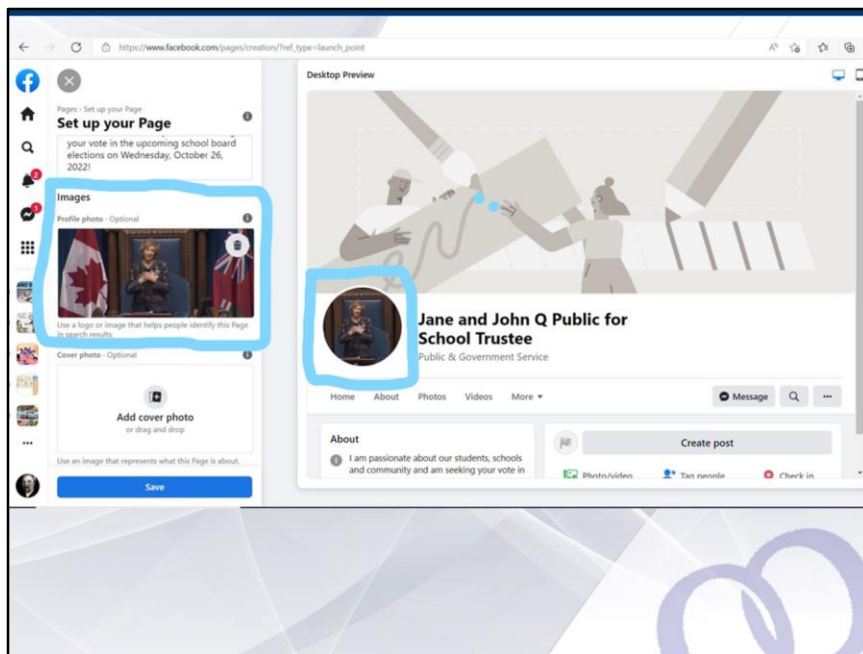 https://www.facebook.com/pages/creation/?ref_type=launch_point
Pages › Set up your Page
Set up your Page
your vote in the upcoming school board
elections on Wednesday, October 26,
2022!
Images
Profile photo · Optional
Use a logo or image that helps people identify this Page
in search results.
Cover photo · Optional
Add cover photo
or drag and drop
Use an image that represents what this Page is about.
Save
2
1
Desktop Preview
Jane and John Q Public for
School Trustee
Public & Government Service
Home About Photos Videos More
Message
About
I am passionate about our students, schools
and community and am seeking your vote in
Create post
Photo/video Tag people Check in